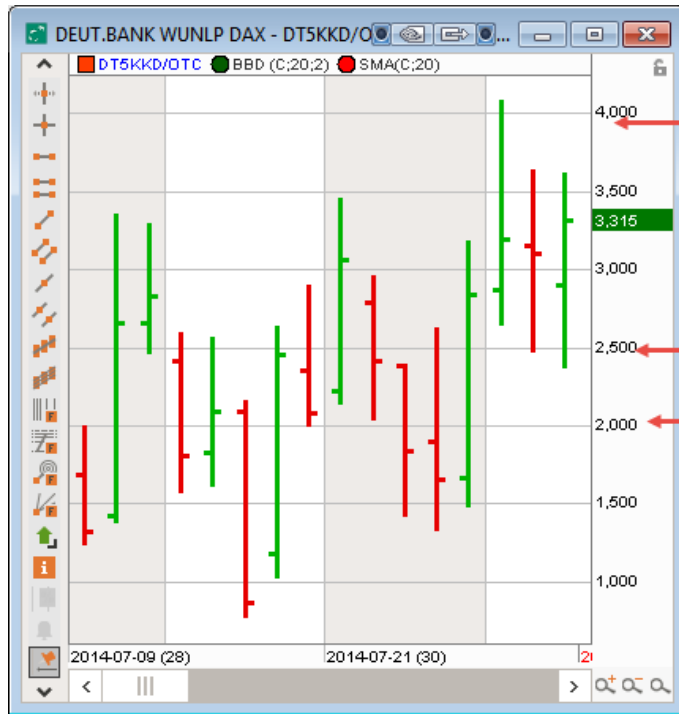 DEUT.BANK WUNLP DAX - DT5KKD/O ...
DT5KKD/OTC BBD (C;20;2) SMA(C;20)
4,000
3,500
3,315
3,000
2,500
2,000
1,500
1,000
2014-07-09 (28) 2014-07-21 (30)